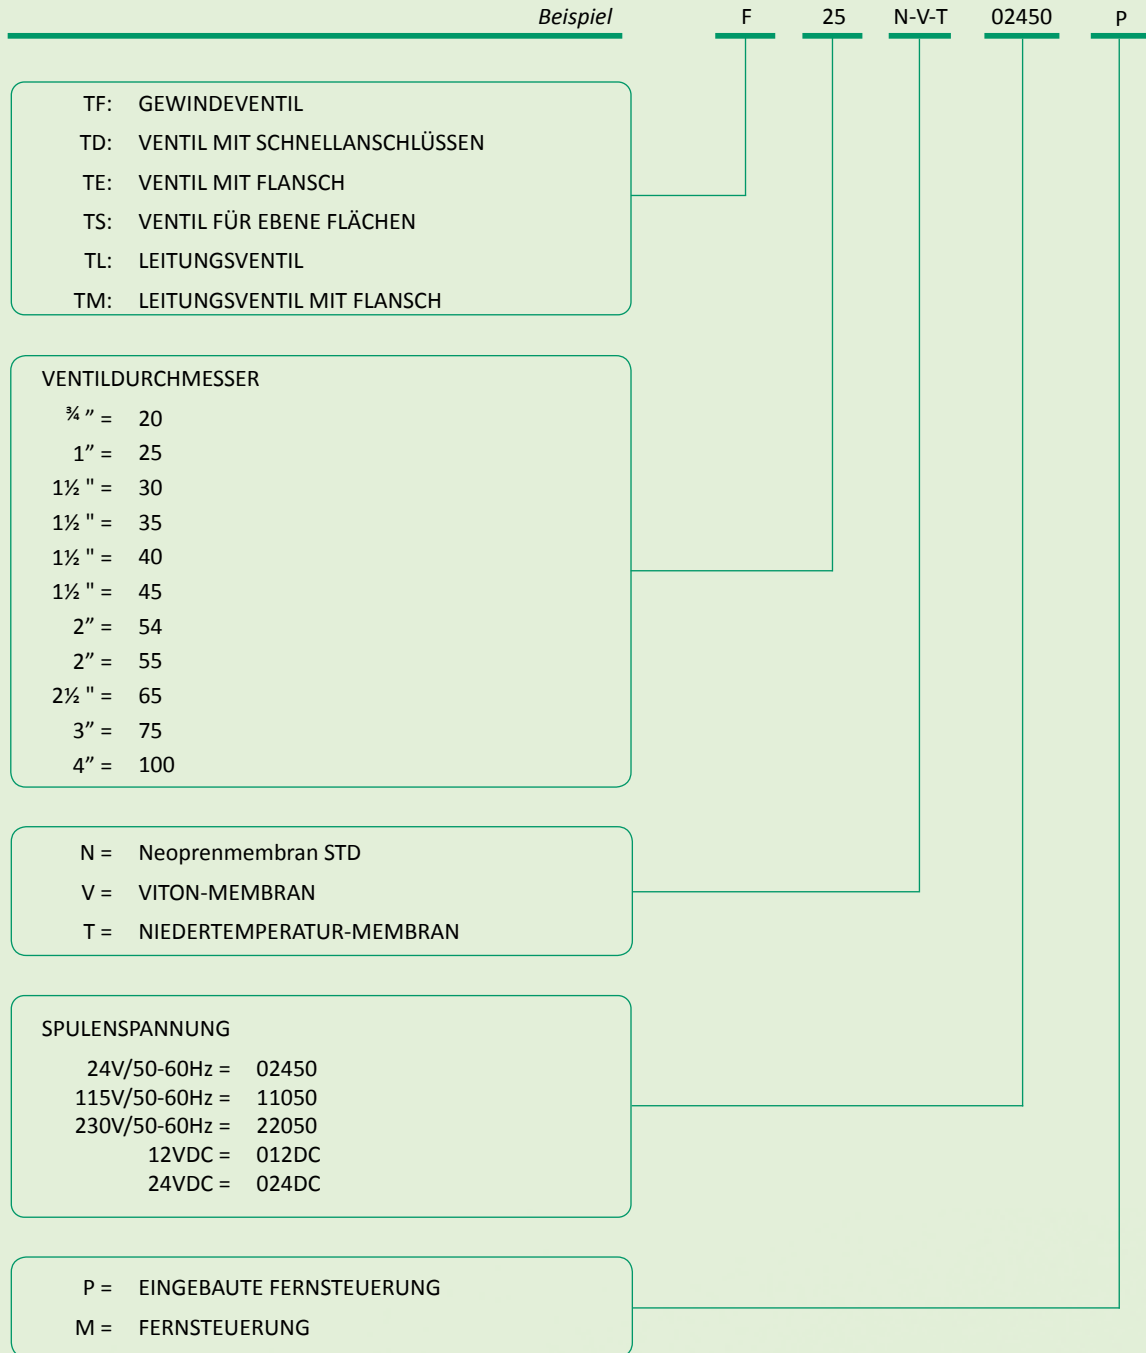 Beispiel F 25 N-V-T 02450 P
TF: GEWINDEVENTIL
TD: VENTIL MIT SCHNELLANSCHLÜSSEN
TE: VENTIL MIT FLANSCH
TS: VENTIL FÜR EBENE FLÄCHEN
TL: LEITUNGSVENTIL
TM: LEITUNGSVENTIL MIT FLANSCH
VENTILDURCHMESSER
¾ ” = 20
1” = 25
1½ " = 30
1½ " = 35
1½ " = 40
1½ " = 45
2” = 54
2” = 55
2½ " = 65
3” = 75
4” = 100
N = Neoprenmembran STD
V = VITON-MEMBRAN
T = NIEDERTEMPERATUR-MEMBRAN
SPULENSPANNUNG
24V/50-60Hz = 02450
115V/50-60Hz = 11050
230V/50-60Hz = 22050
12VDC = 012DC
24VDC = 024DC
P = EINGEBAUTE FERNSTEUERUNG
M = FERNSTEUERUNG